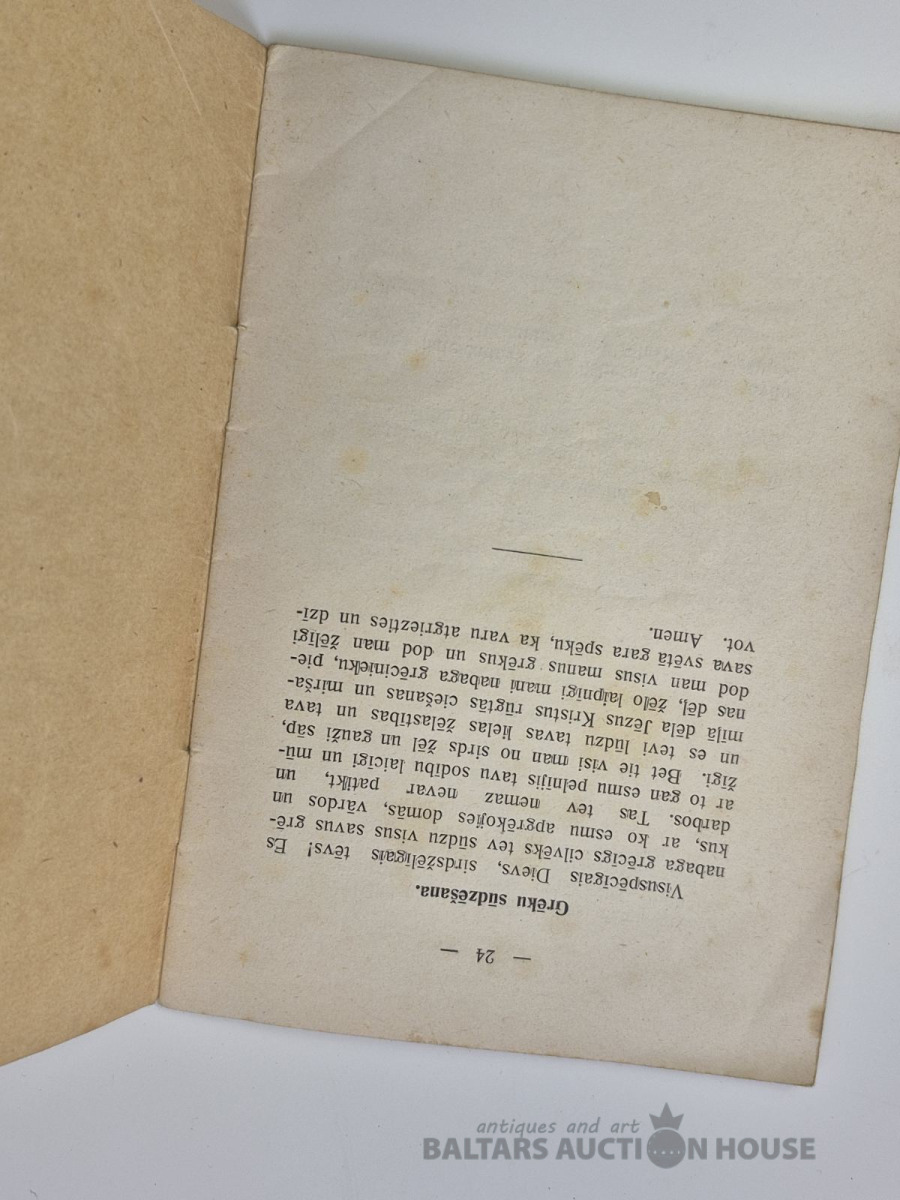 — 24 —
Grēku sūdzēšana.
Visuspēcīgais Dievs, sirdsžēlīgais tēvs! Es
nabaga grēcīgs cilvēks tev sūdzu visus savus grē-
kus, ar ko esmu apgrēkojies domās, vārdos un
darbos. Tas tev nemaz nevar patikt, un
ar to gan esmu pelnījis tavu sodību laicīgi un mū-
žīgi. Bet tie visi man no sirds žēl un gauži sāp,
un es tevi lūdzu tavas lielas žēlastības un tava
mīļā dēla Jēzus Kristus rūgtās ciešanas un mirša-
nas dēļ, žēlo laipnīgi mani nabaga grēcinieku, pie-
dod man visus manus grēkus un dod man žēlīgi
sava svētā gara spēku, ka varu atgriezties un dzī-
vot. Amen.
antiques and art
BALTARS AUCTION HOUSE